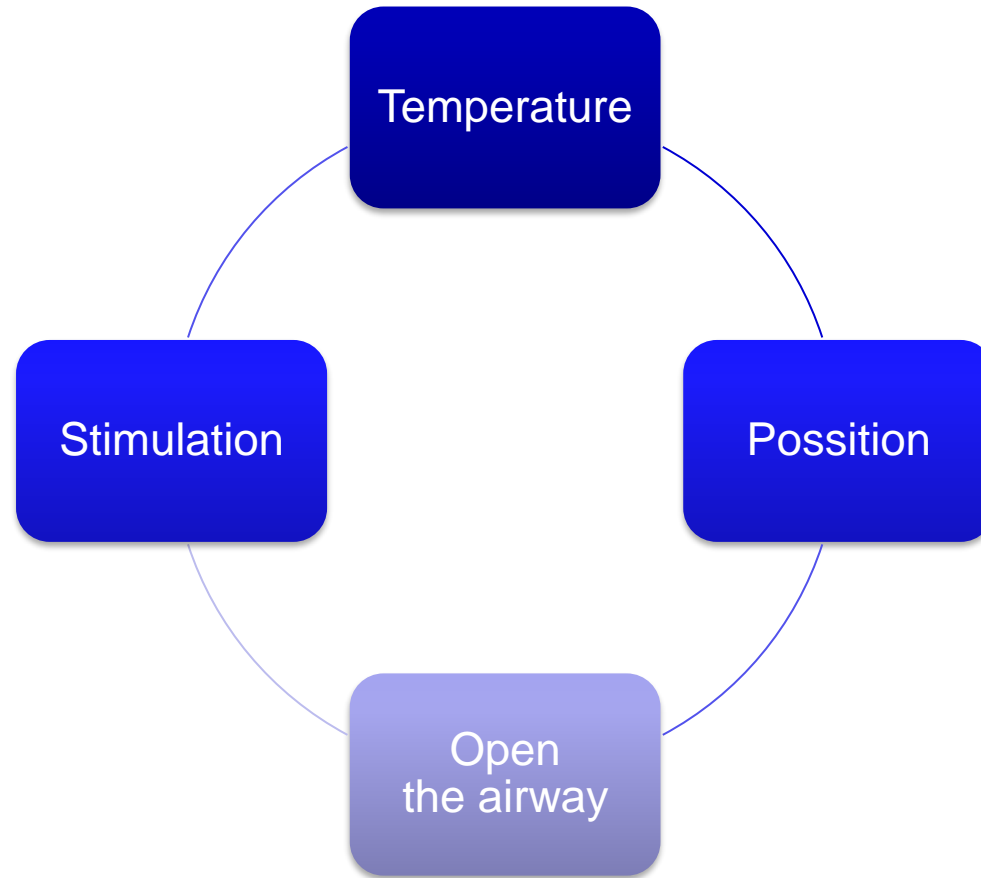 Temperature
Stimulation
Possition
Open
the airway